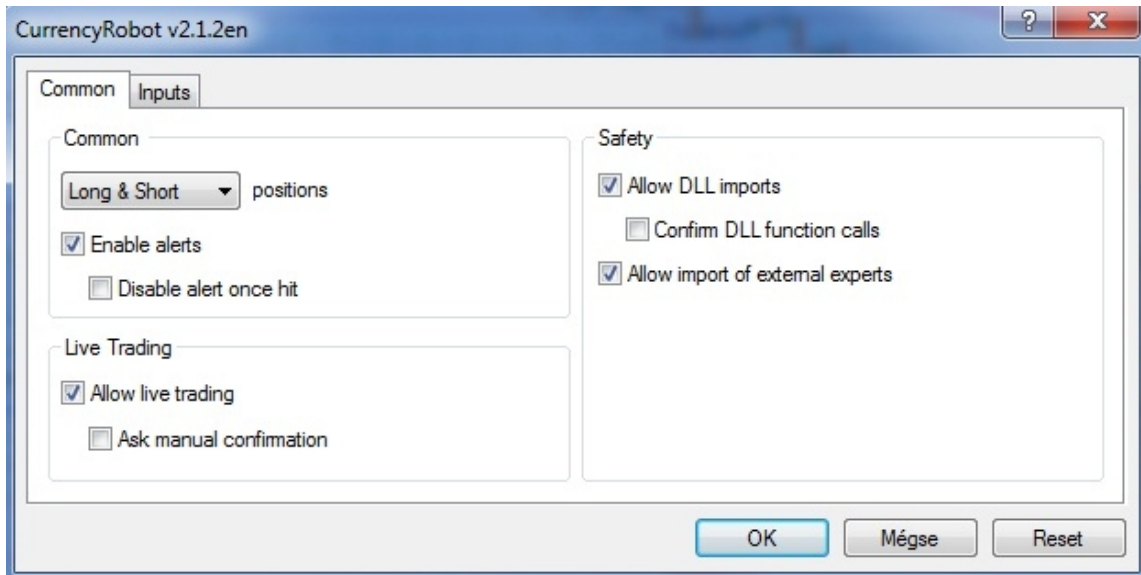 CurrencyRobot v2.1.2en
Common
Inputs
Common
Long & Short positions
Enable alerts
Disable alert once hit
Live Trading
Allow live trading
Ask manual confirmation
Safety
Allow DLL imports
Confirm DLL function calls
Allow import of external experts
OK
Mégse
Reset